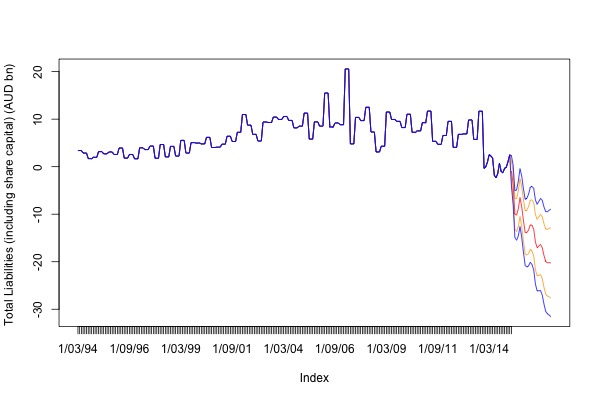 Total Liabilities (including share capital) (AUD bn)
20
10
0
-10
-20
-30
1/03/94 1/09/96 1/03/99 1/09/01 1/03/04 1/09/06 1/03/09 1/09/11 1/03/14
Index